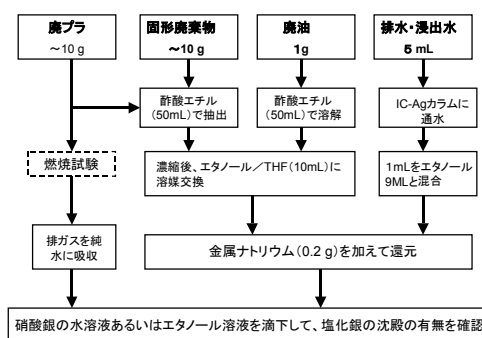 廃プラ
～10 g
固形廃棄物
～10 g
廃油
1g
排水・浸出水
5 mL
酢酸エチル
（50mL）で抽出
酢酸エチル
（50mL）で溶解
IC-Agカラムに
通水
燃焼試験
濃縮後、エタノール／THF（10mL）に
溶媒交換
1mLをエタノール
9MLと混合
排ガスを純
水に吸収
金属ナトリウム（0.2 g）を加えて還元
硝酸銀の水溶液あるいはエタノール溶液を滴下して、塩化銀の沈殿の有無を確認